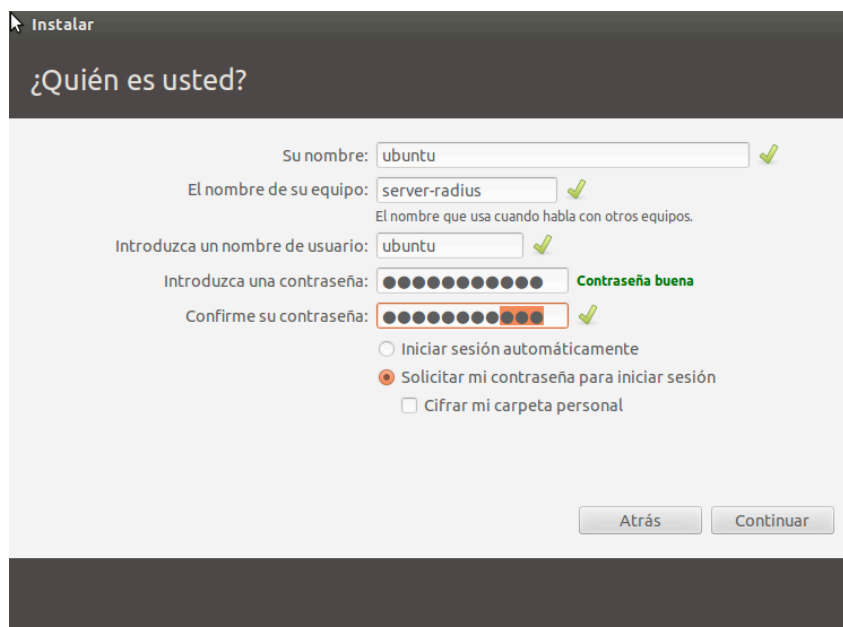 Instalar
¿Quién es usted?
Su nombre: ubuntu
El nombre de su equipo: server-radius
El nombre que usa cuando habla con otros equipos.
Introduzca un nombre de usuario: ubuntu
Introduzca una contraseña: ●●●●●●●●●●● Contraseña buena
Confirme su contraseña: ●●●●●●●●●●●
Iniciar sesión automáticamente
Solicitar mi contraseña para iniciar sesión
Cifrar mi carpeta personal
Atrás Continuar